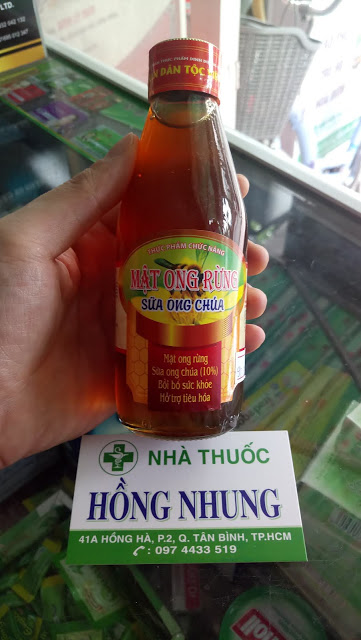 LTD.
DÂN TỘC
THỰC PHẨM CHỨC NĂNG
MẬT ONG RỪNG
SỮA ONG CHÚA
Mật ong rừng
Sữa ong chúa (10%)
Bồi bổ sức khỏe
Hỗ trợ tiêu hóa
NHÀ THUỐC
HỒNG NHUNG
41A HỒNG HÀ, P.2, Q. TÂN BÌNH, TP.HCM
: 097 4433 519